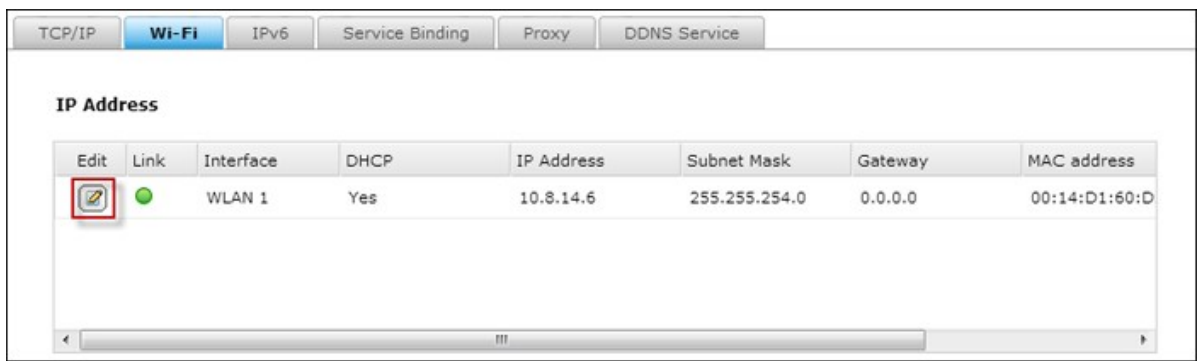 TCP/IP Wi-Fi IPv6 Service Binding Proxy DDNS Service
IP Address
Edit Link Interface DHCP IP Address Subnet Mask Gateway MAC address
WLAN 1 Yes 10.8.14.6 255.255.254.0 0.0.0.0 00:14:D1:60:D